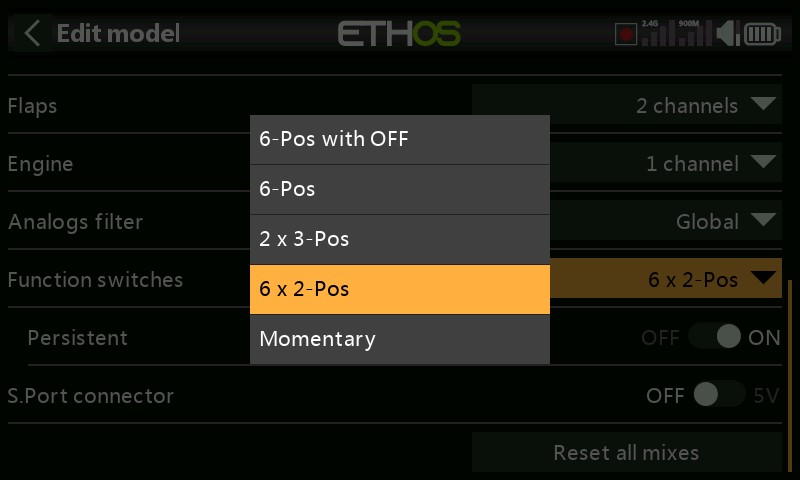 Edit model
ETHOS
2.4G
900M
Flaps
2 channels
6-Pos with OFF
Engine
1 channel
6-Pos
Analogs filter
Global
2 x 3-Pos
Function switches
6 x 2-Pos
6 x 2-Pos
Persistent
OFF
ON
Momentary
S.Port connector
OFF
5V
Reset all mixes